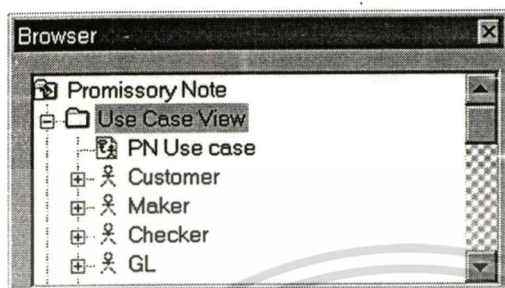 Browser
Promissory Note
Use Case View
PN Use case
Customer
Maker
Checker
GL